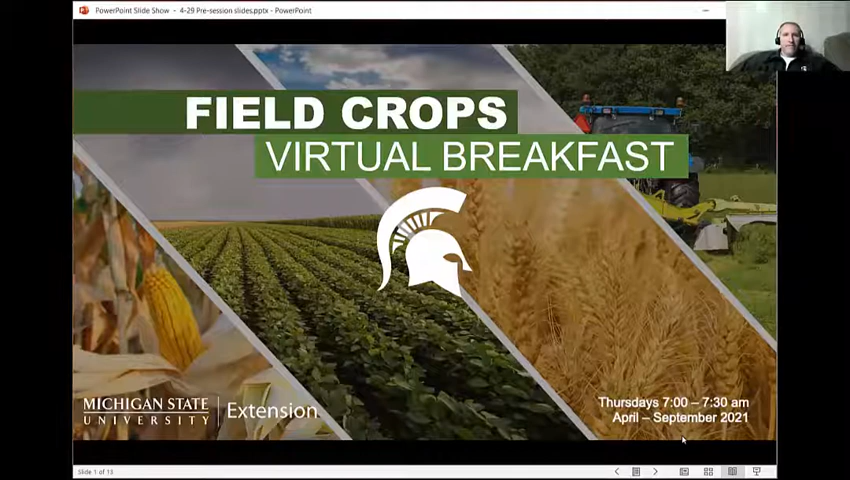 PowerPoint Slide Show - 4-29 Pre-session slides.pptx - PowerPoint
FIELD CROPS
VIRTUAL BREAKFAST
MICHIGAN STATE
UNIVERSITY
Extension
Thursdays 7:00 – 7:30 am
April – September 2021
Slide 1 of 13